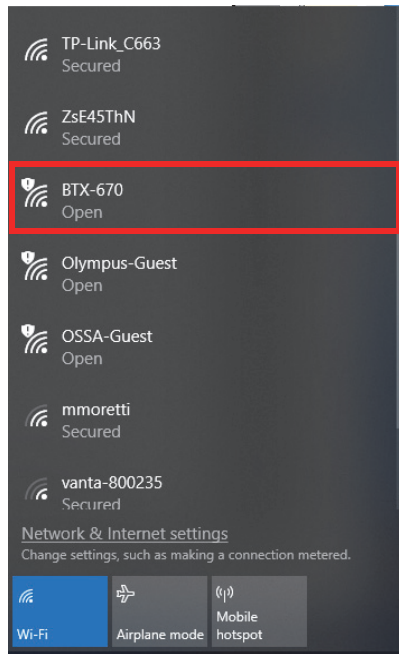 TP-Link_C663
Secured
ZsE45ThN
Secured
BTX-670
Open
Olympus-Guest
Open
OSSA-Guest
Open
mmoretti
Secured
vanta-800235
Secured
Network & Internet settings
Change settings, such as making a connection metered.
Wi-Fi
Airplane mode
Mobile
hotspot